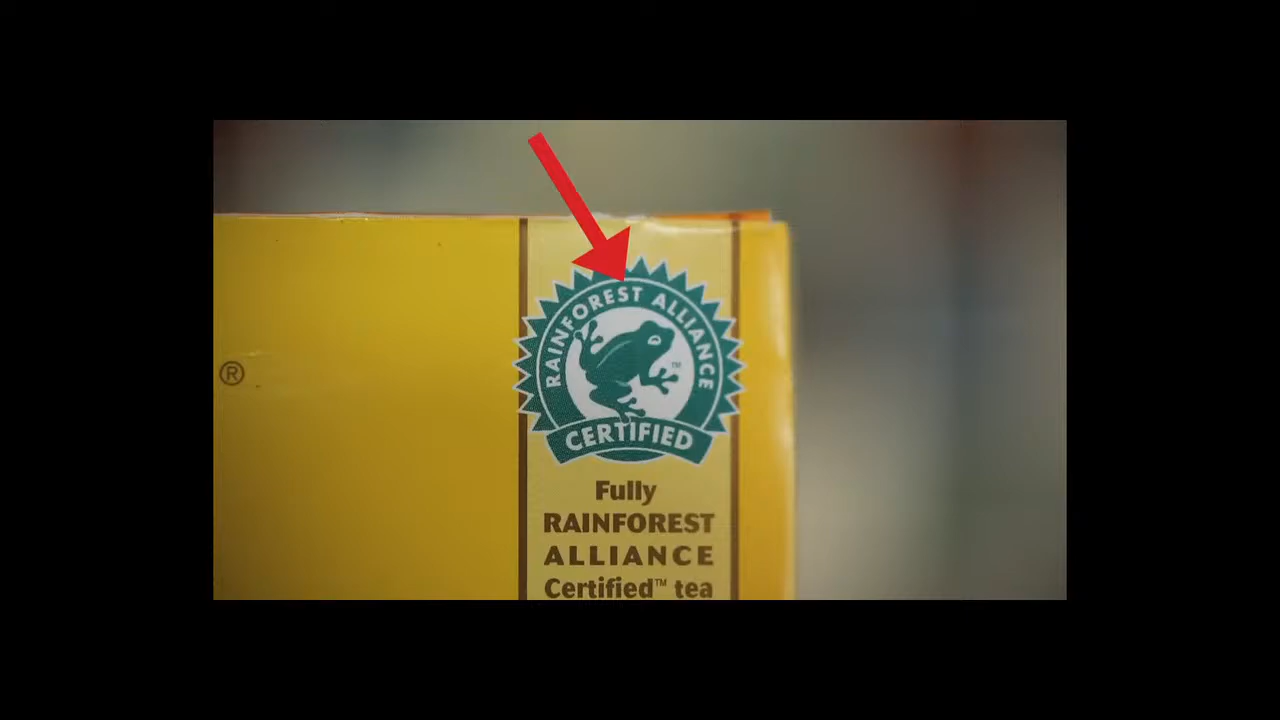 RAINFOREST ALLIANCE
™
CERTIFIED
®
Fully
RAINFOREST
ALLIANCE
Certified™ tea